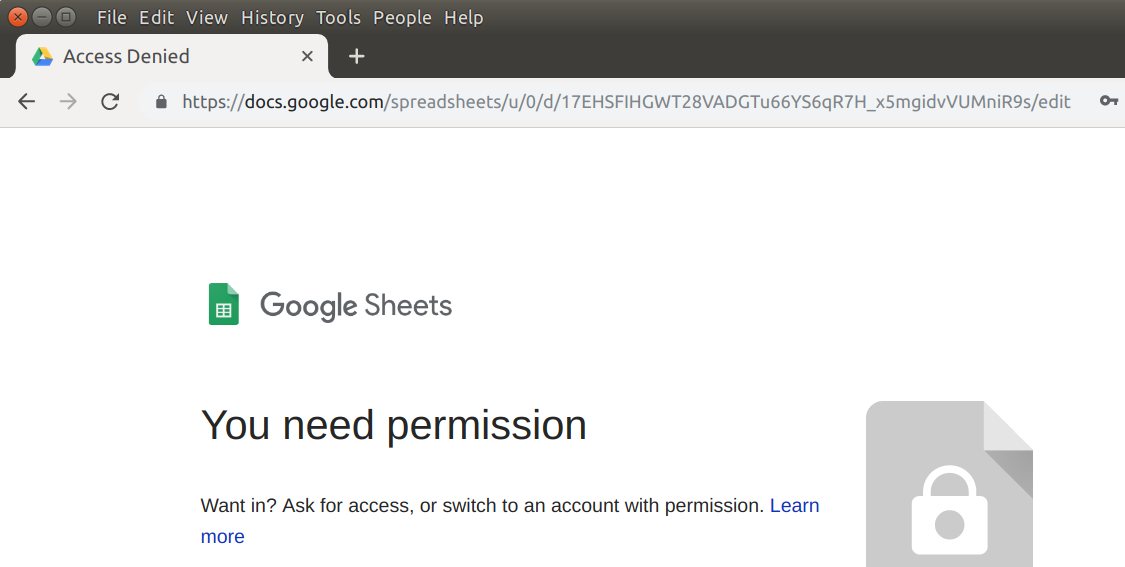 File Edit View History Tools People Help
Access Denied
https://docs.google.com/spreadsheets/u/0/d/17EHSFIHGWT28VADGTu66YS6qR7H_x5mgidvVUMniR9s/edit
Google Sheets
You need permission
Want in? Ask for access, or switch to an account with permission. Learn
more